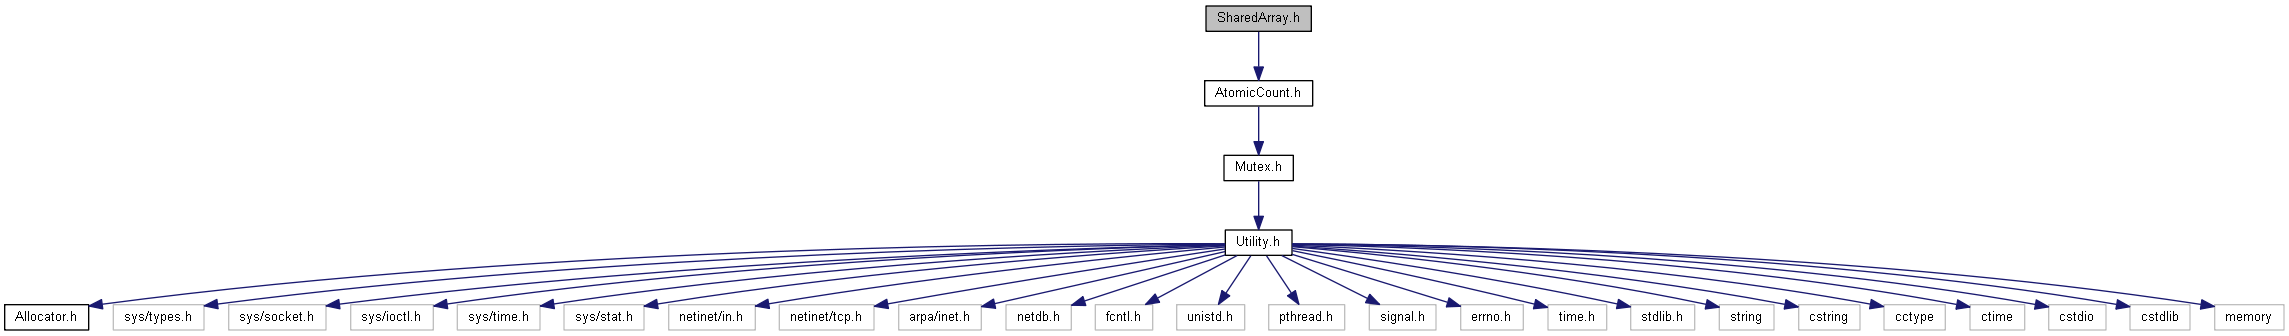 SharedArray.h
AtomicCount.h
Mutex.h
Utility.h
Allocator.h
sys/types.h
sys/socket.h
sys/ioctl.h
sys/time.h
sys/stat.h
netinet/in.h
netinet/tcp.h
arpa/inet.h
netdb.h
fcntl.h
unistd.h
pthread.h
signal.h
errno.h
time.h
stdlib.h
string
cstring
cctype
ctime
cstdio
cstdlib
memory